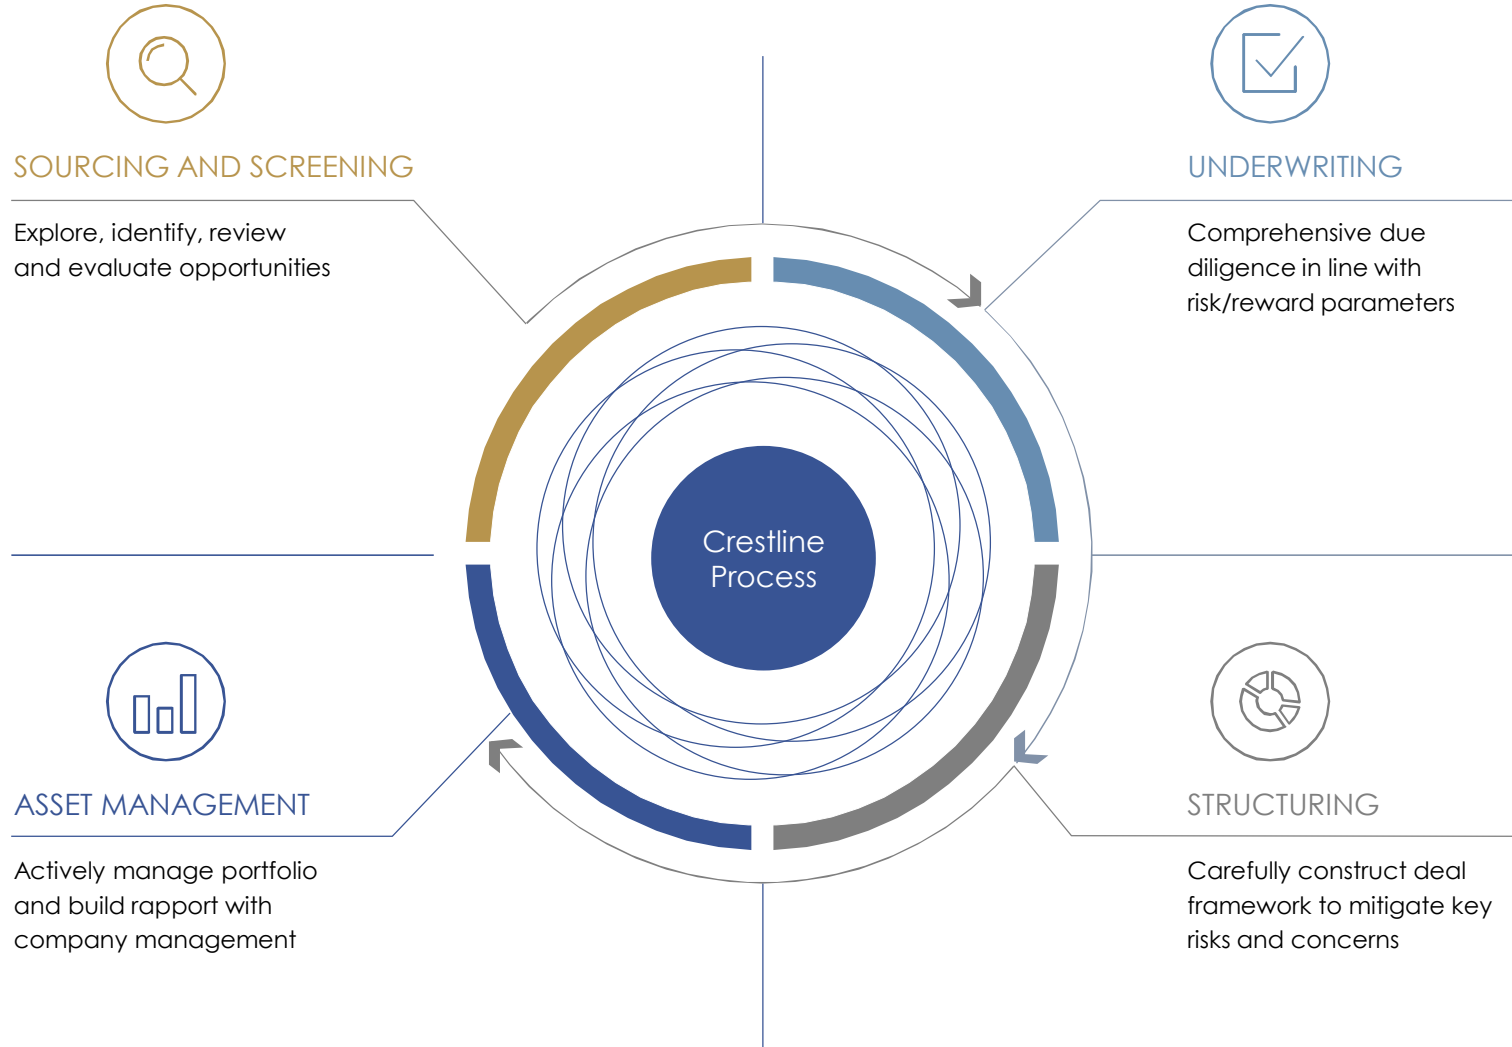 SOURCING AND SCREENING
Explore, identify, review
and evaluate opportunities
UNDERWRITING
Comprehensive due
diligence in line with
risk/reward parameters
Crestline
Process
ASSET MANAGEMENT
Actively manage portfolio
and build rapport with
company management
STRUCTURING
Carefully construct deal
framework to mitigate key
risks and concerns